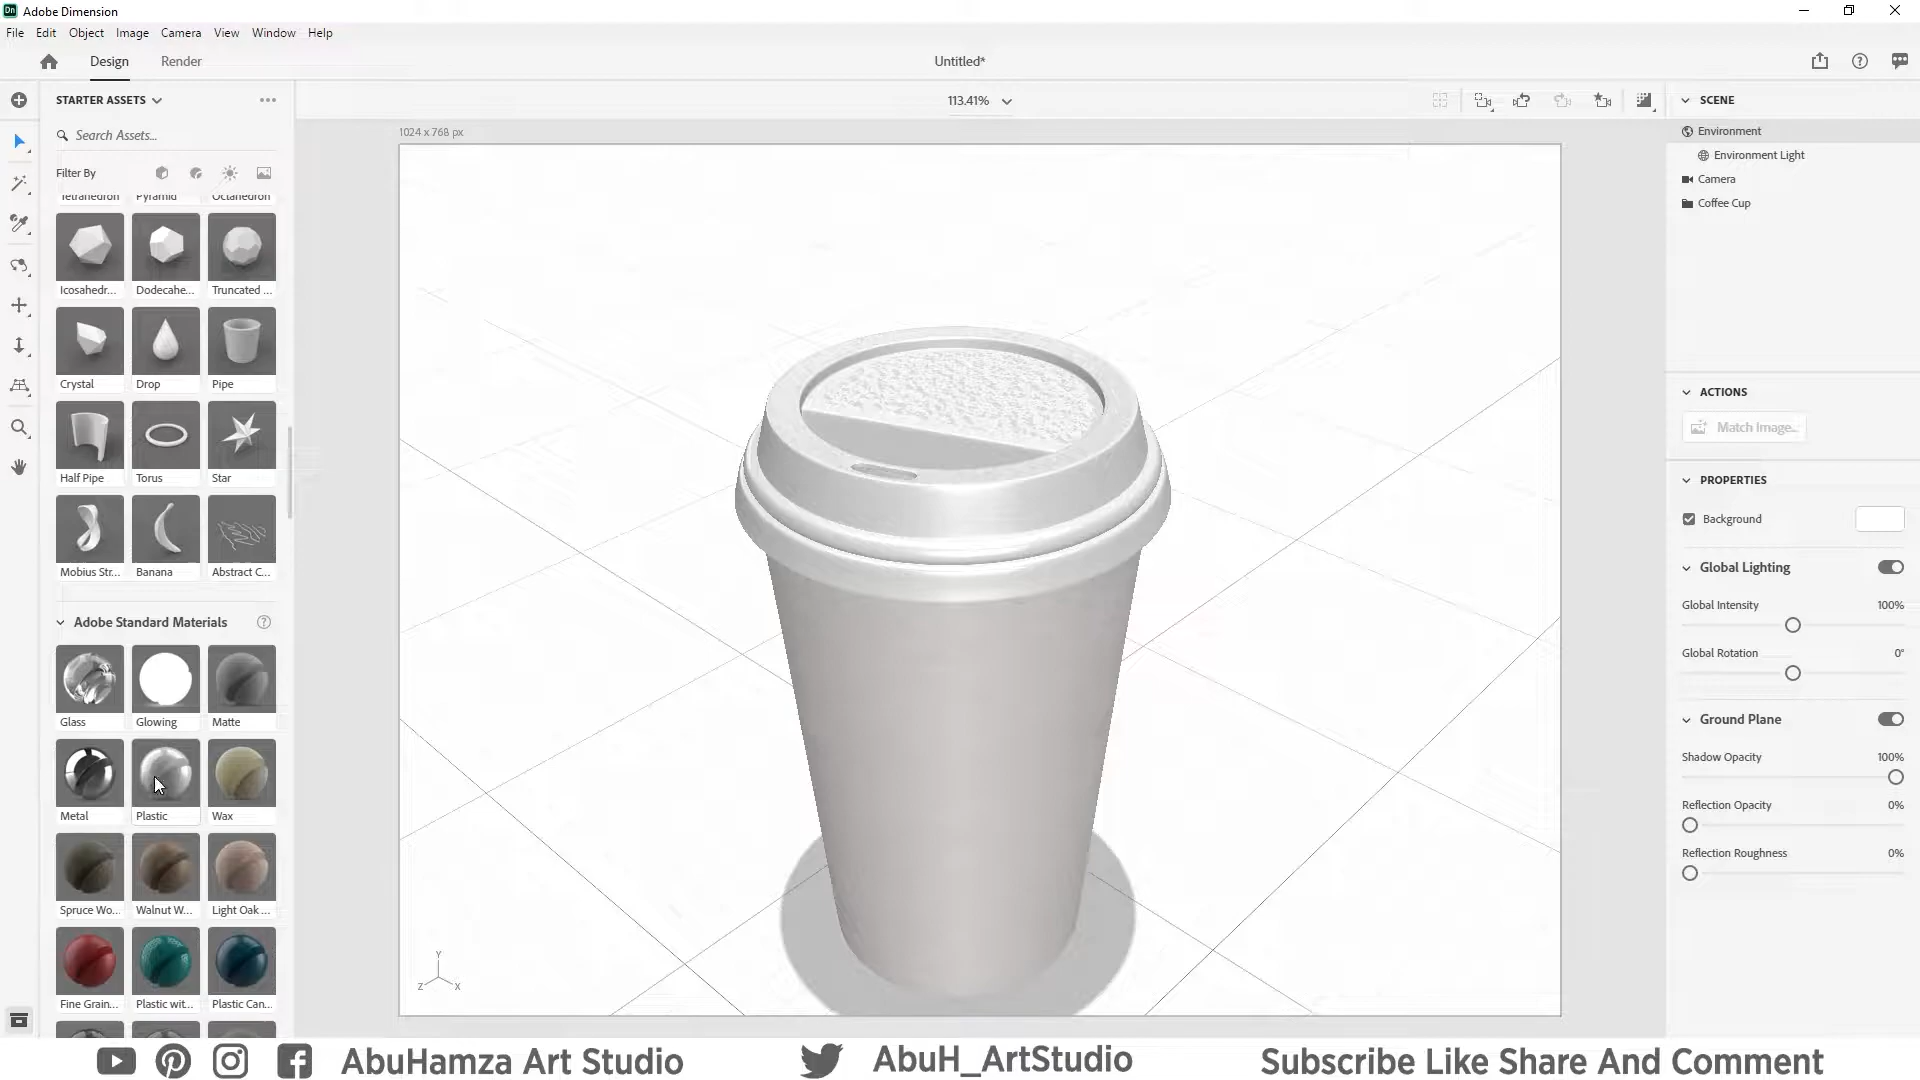 Dn Adobe Dimension
File Edit Object Image Camera View Window Help
Design Render Untitled*
STARTER ASSETS 113.41% SCENE
Search Assets...
Filter By
1024 x 768 px
Environment
Environment Light
Camera
Coffee Cup
Tetrahedron Pyramid Octahedron
Icosahedr... Dodecahe... Truncated ...
Crystal Drop Pipe
Half Pipe Torus Star
Mobius Str... Banana Abstract C...
Adobe Standard Materials
Glass Glowing Matte
Metal Plastic Wax
Spruce Wo... Walnut W... Light Oak ...
Fine Grain... Plastic wit... Plastic Can...
ACTIONS
Match Image...
PROPERTIES
Background
Global Lighting
Global Intensity 100%
Global Rotation 0°
Ground Plane
Shadow Opacity 100%
Reflection Opacity 0%
Reflection Roughness 0%
Y
Z X
AbuHamza Art Studio AbuH_ArtStudio Subscribe Like Share And Comment